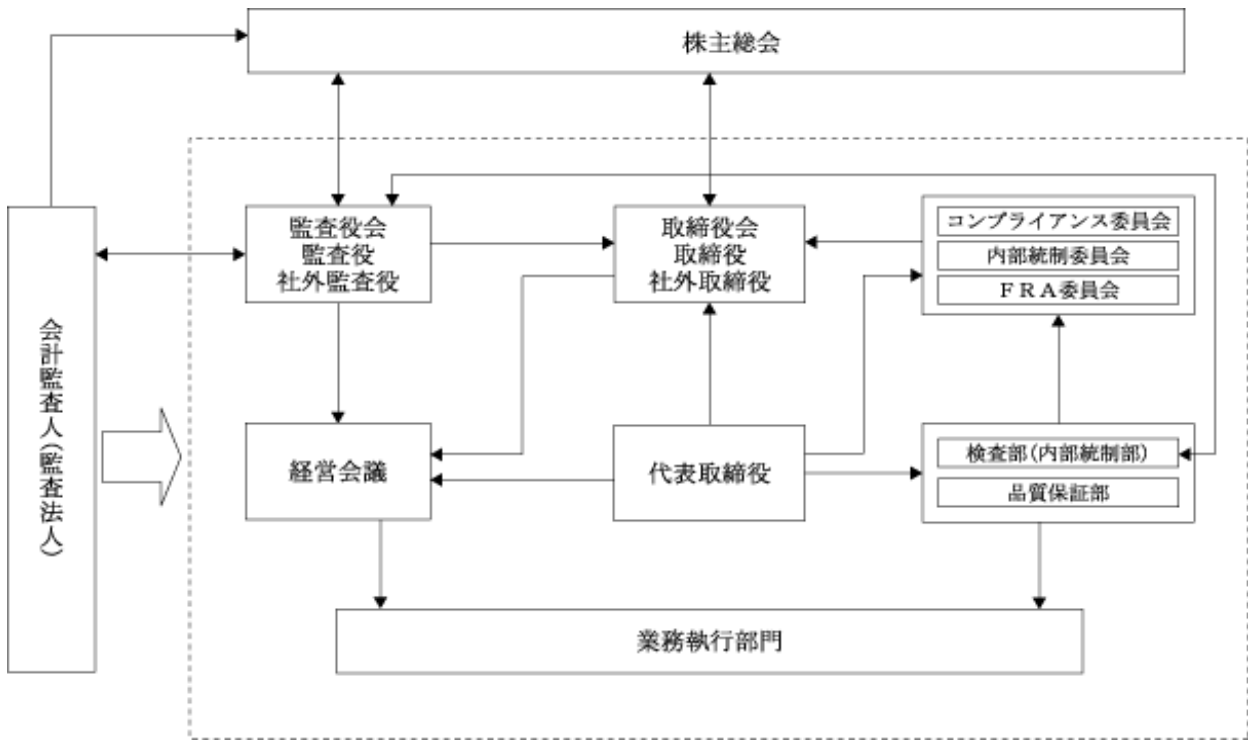 株主総会
監査役会
監査役
社外監査役
取締役会
取締役
社外取締役
コンプライアンス委員会
内部統制委員会
ＦＲＡ委員会
会計監査人(監査法人)
経営会議
代表取締役
検査部(内部統制部)
品質保証部
業務執行部門